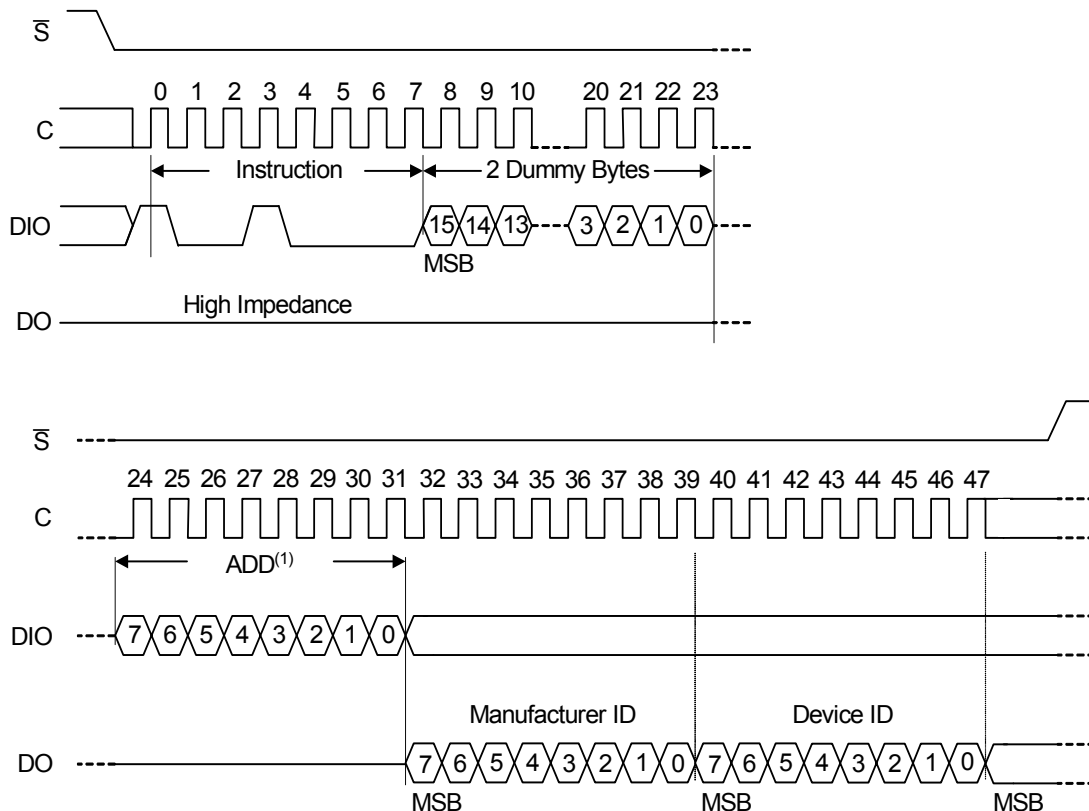 S̅
0 1 2 3 4 5 6 7 8 9 10 20 21 22 23
C
Instruction 2 Dummy Bytes
DIO 15 14 13 3 2 1 0
MSB
High Impedance
DO
S̅
24 25 26 27 28 29 30 31 32 33 34 35 36 37 38 39 40 41 42 43 44 45 46 47
C
ADD(1)
DIO 7 6 5 4 3 2 1 0
Manufacturer ID Device ID
DO 7 6 5 4 3 2 1 0 7 6 5 4 3 2 1 0
MSB MSB MSB